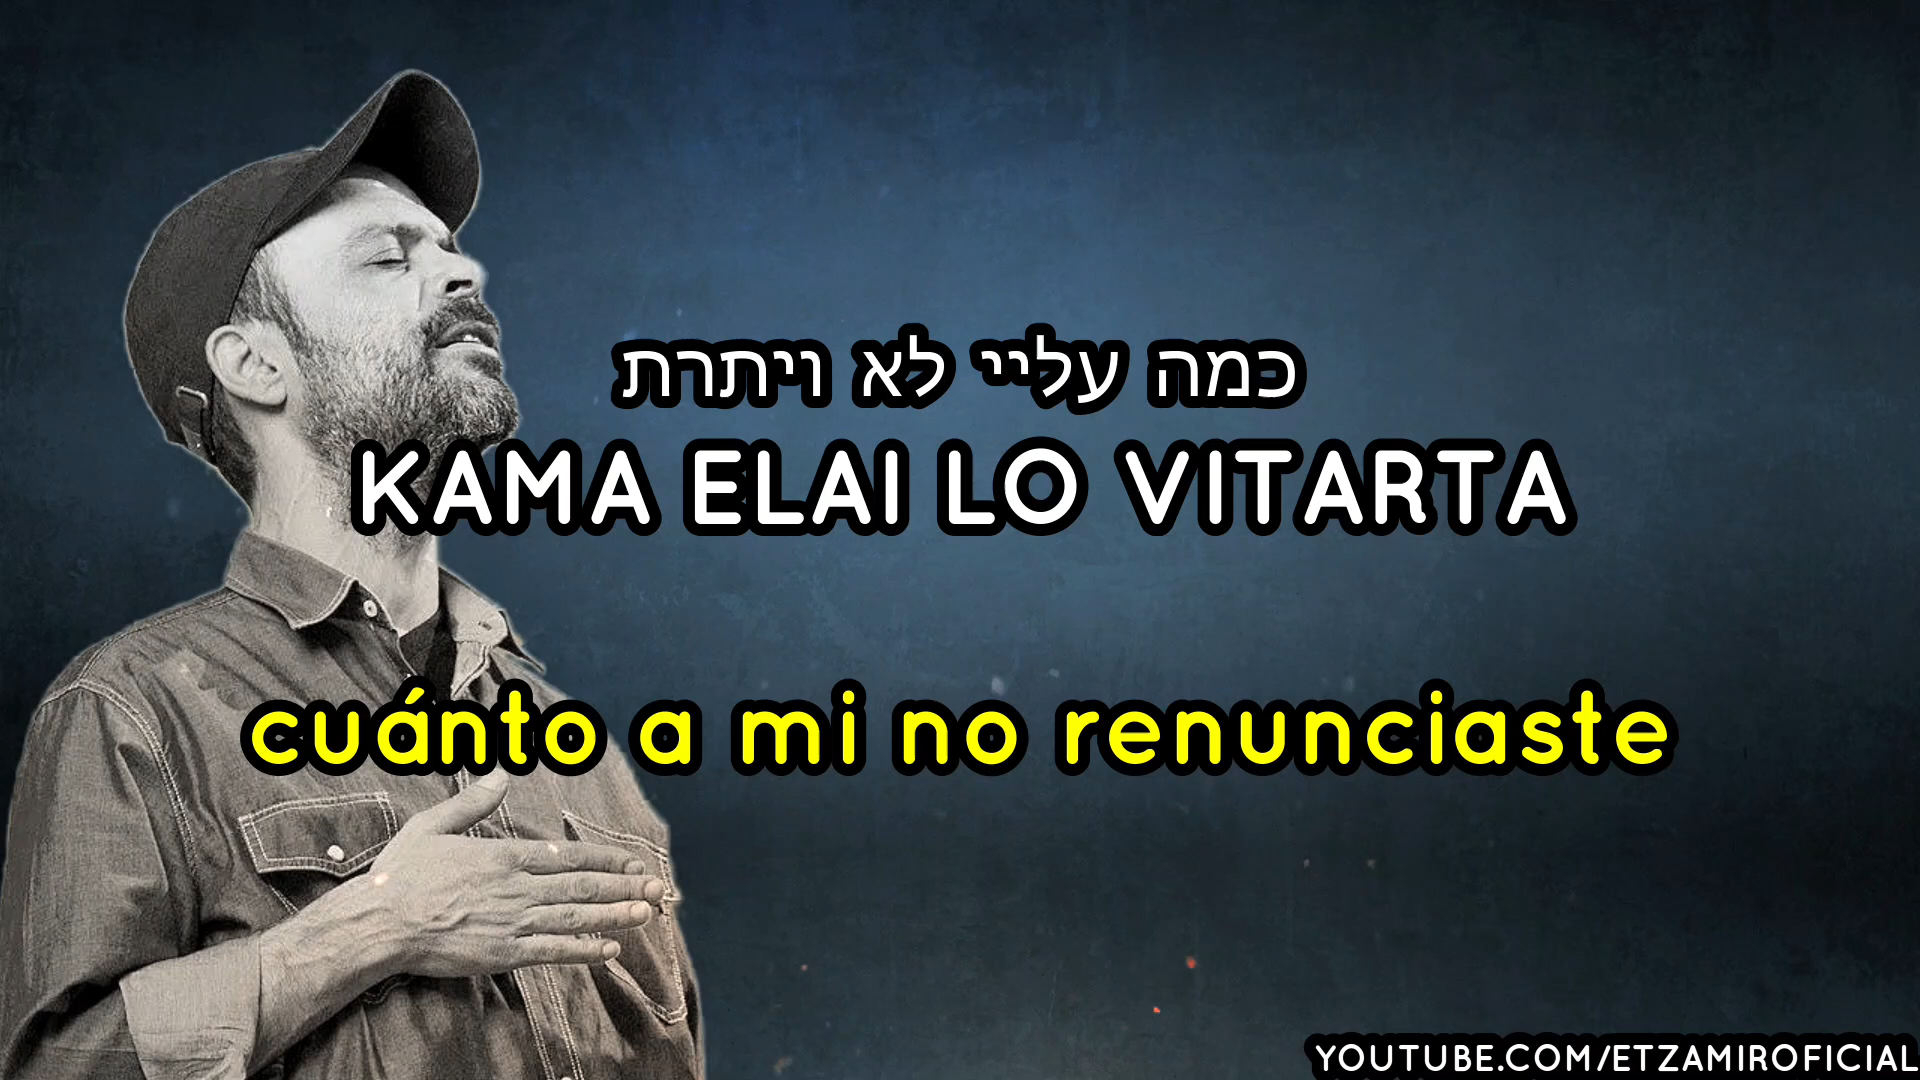 כמה עליי לא ויתרת
KAMA ELAI LO VITARTA
cuánto a mi no renunciaste
YOUTUBE.COM/ETZAMIROFICIAL